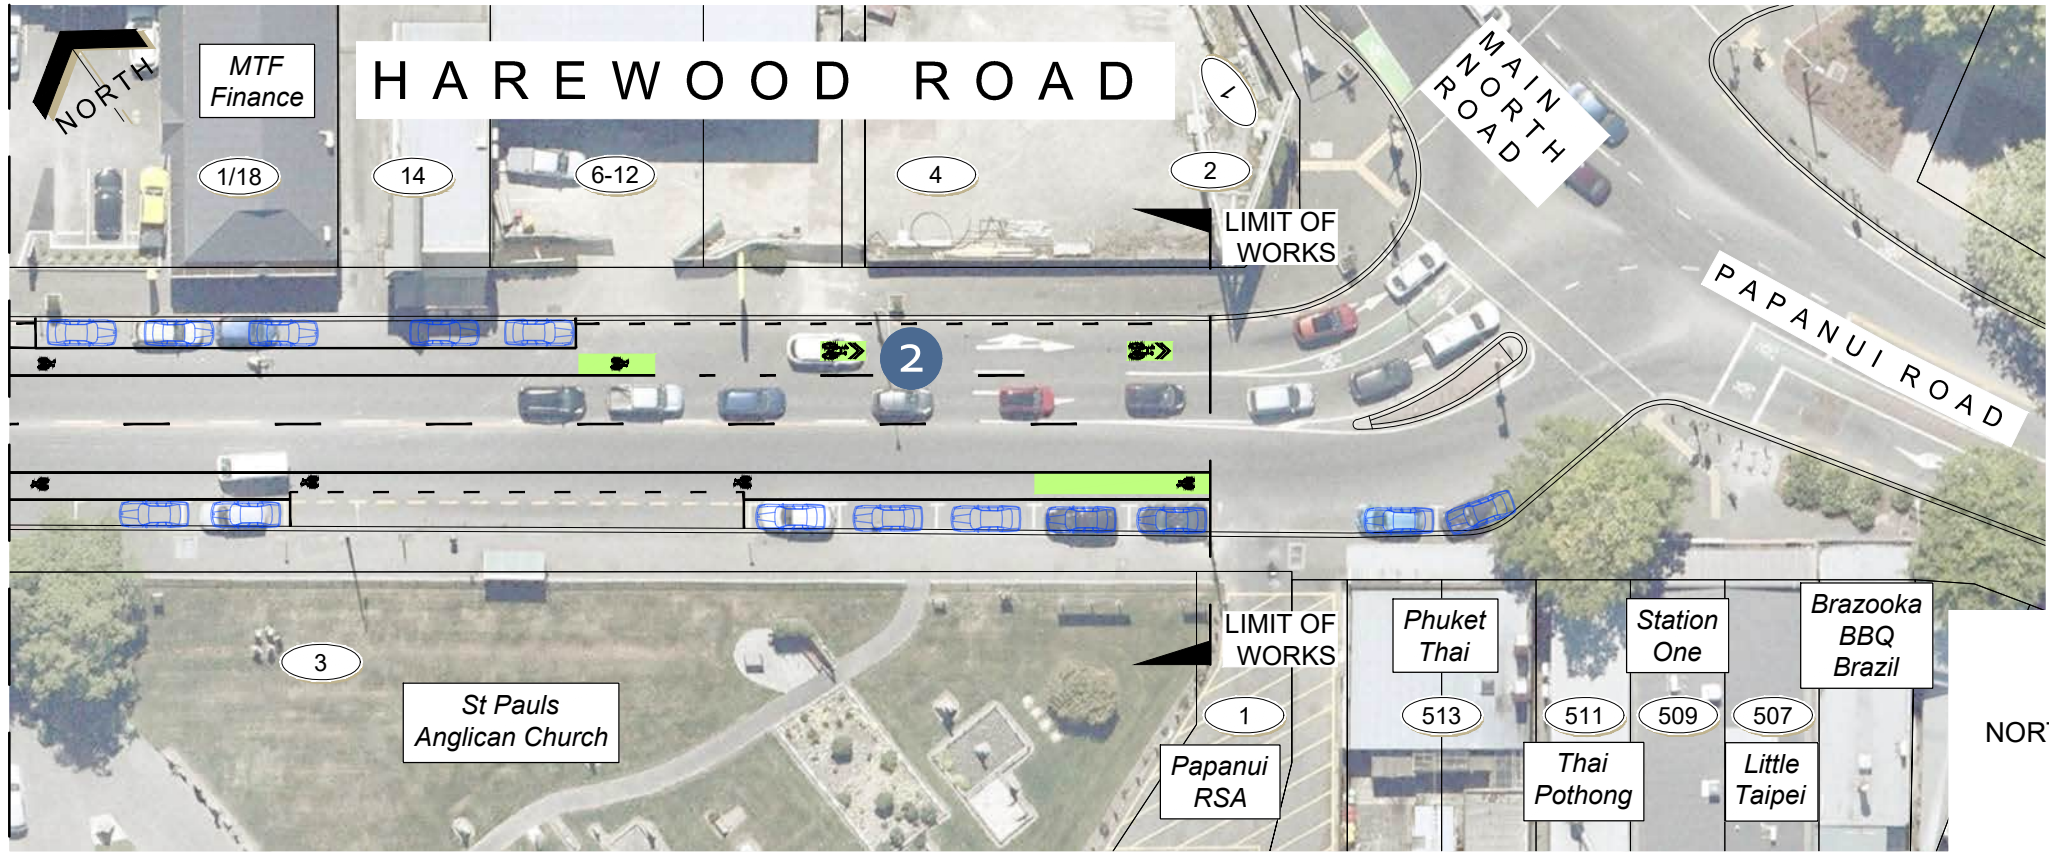 NORTH
MTF
Finance
HAREWOOD ROAD
1
MAIN
NORTH
ROAD
1/18
14
6-12
4
2
LIMIT OF
WORKS
PAPANUI ROAD
2
LIMIT OF
WORKS
3
St Pauls
Anglican Church
1
Papanui
RSA
Phuket
Thai
513
511
Thai
Pothong
Station
One
509
507
Little
Taipei
Brazooka
BBQ
Brazil
NORT